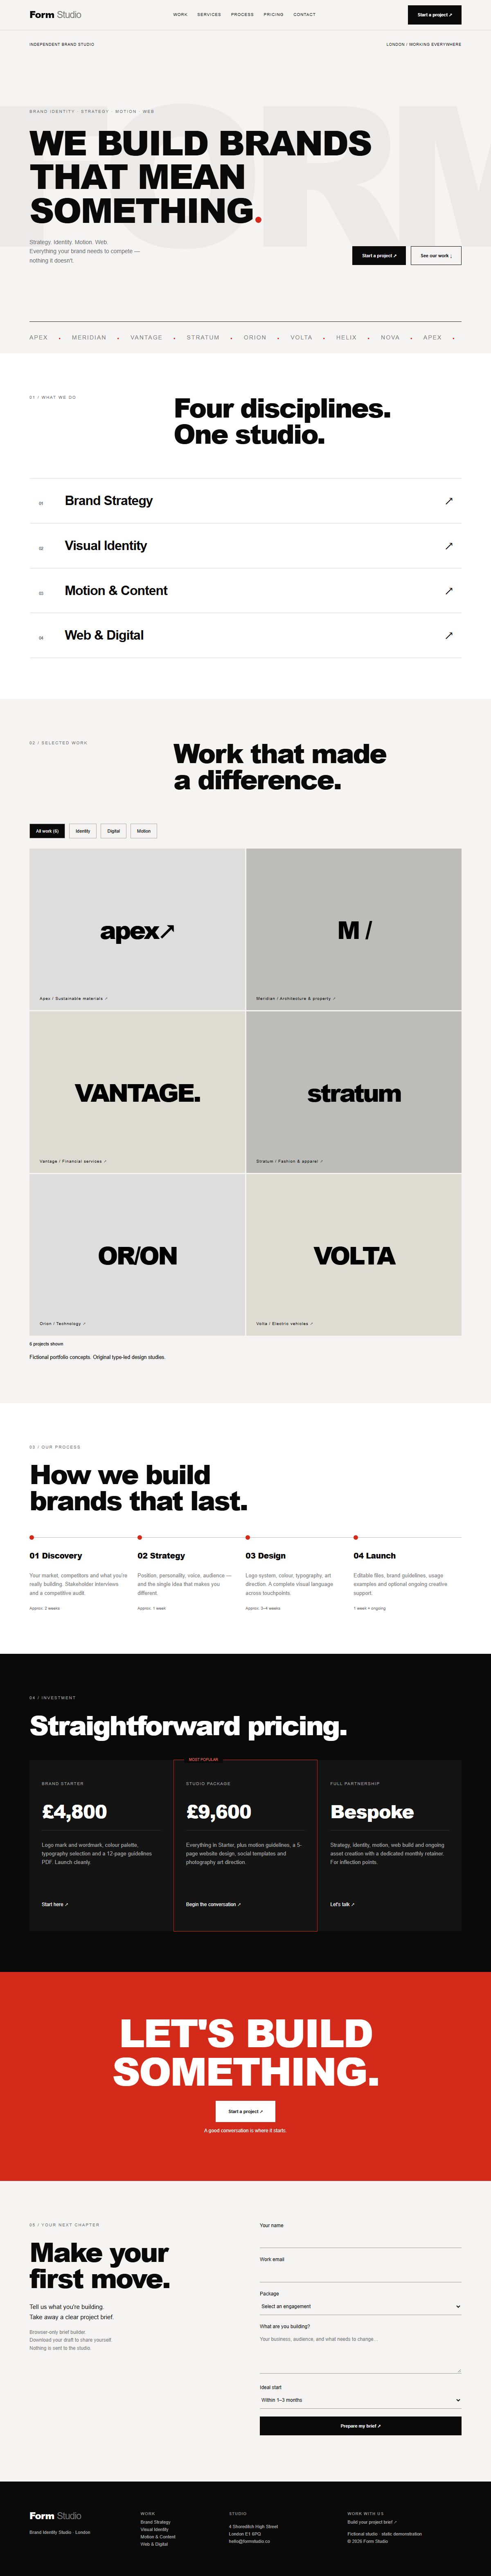 Form Studio
WORK SERVICES PROCESS PRICING CONTACT
Start a project ↗
INDEPENDENT BRAND STUDIO
LONDON / WORKING EVERYWHERE
FORM
BRAND IDENTITY · STRATEGY · MOTION · WEB
WE BUILD BRANDS
THAT MEAN
SOMETHING.
Strategy. Identity. Motion. Web.
Everything your brand needs to compete —
nothing it doesn't.
Start a project ↗
See our work ↓
APEX • MERIDIAN • VANTAGE • STRATUM • ORION • VOLTA • HELIX • NOVA • APEX •
01 / WHAT WE DO
Four disciplines.
One studio.
01 Brand Strategy ↗
02 Visual Identity ↗
03 Motion & Content ↗
04 Web & Digital ↗
02 / SELECTED WORK
Work that made
a difference.
All work (6)
Identity
Digital
Motion
apex↗
Apex / Sustainable materials ↗
M /
Meridian / Architecture & property ↗
VANTAGE.
Vantage / Financial services ↗
stratum
Stratum / Fashion & apparel ↗
OR/ON
Orion / Technology ↗
VOLTA
Volta / Electric vehicles ↗
6 projects shown
Fictional portfolio concepts. Original type-led design studies.
03 / OUR PROCESS
How we build
brands that last.
01 Discovery
Your market, competitors and what you're
really building. Stakeholder interviews
and a competitive audit.
Approx. 2 weeks
02 Strategy
Position, personality, voice, audience —
and the single idea that makes you
different.
Approx. 1 week
03 Design
Logo system, colour, typography, art
direction. A complete visual language
across touchpoints.
Approx. 3–4 weeks
04 Launch
Editable files, brand guidelines, usage
examples and optional ongoing creative
support.
1 week + ongoing
04 / INVESTMENT
Straightforward pricing.
BRAND STARTER
£4,800
Logo mark and wordmark, colour palette,
typography selection and a 12-page guidelines
PDF. Launch cleanly.
Start here ↗
MOST POPULAR
STUDIO PACKAGE
£9,600
Everything in Starter, plus motion guidelines, a 5-
page website design, social templates and
photography art direction.
Begin the conversation ↗
FULL PARTNERSHIP
Bespoke
Strategy, identity, motion, web build and ongoing
asset creation with a dedicated monthly retainer.
For inflection points.
Let's talk ↗
LET'S BUILD
SOMETHING.
Start a project ↗
A good conversation is where it starts.
05 / YOUR NEXT CHAPTER
Make your
first move.
Tell us what you're building.
Take away a clear project brief.
Browser-only brief builder.
Download your draft to share yourself.
Nothing is sent to the studio.
Your name
Work email
Package
Select an engagement
What are you building?
Your business, audience, and what needs to change...
Ideal start
Within 1–3 months
Prepare my brief ↗
Form Studio
Brand Identity Studio · London
WORK
Brand Strategy
Visual Identity
Motion & Content
Web & Digital
STUDIO
4 Shoreditch High Street
London E1 6PG
hello@formstudio.co
WORK WITH US
Build your project brief ↗
Fictional studio · static demonstration
© 2026 Form Studio